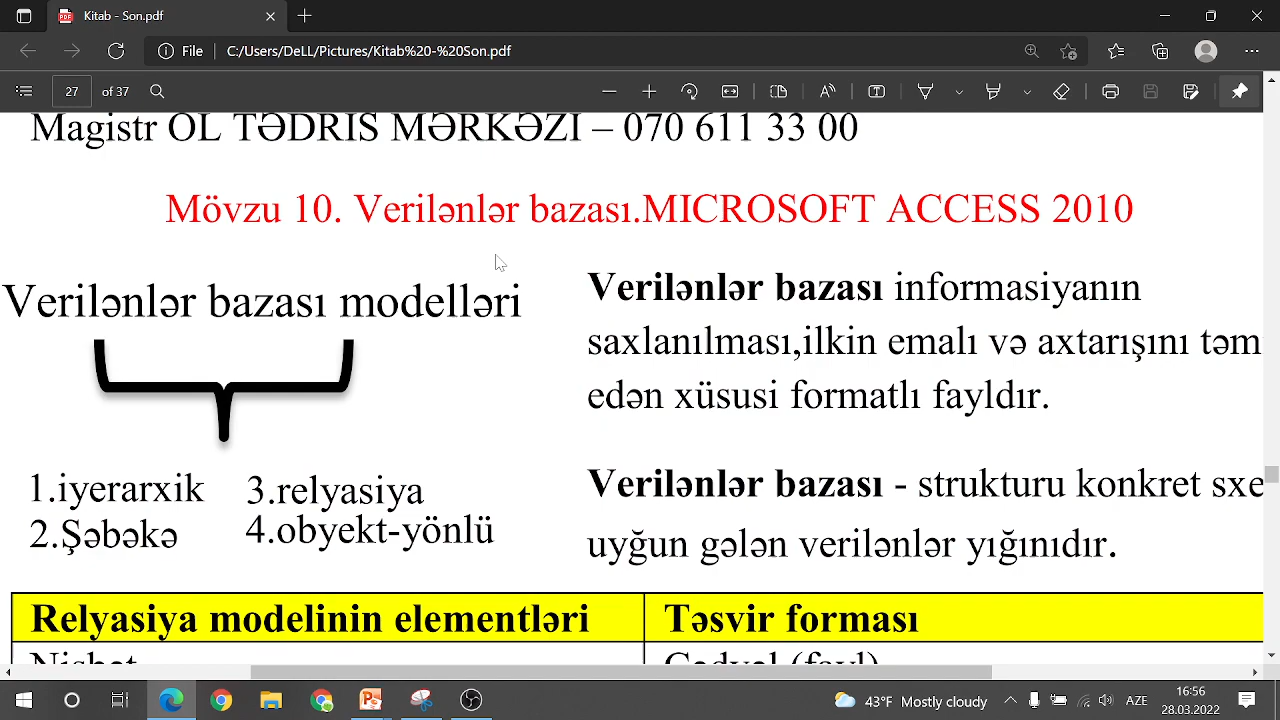 Kitab - Son.pdf
File C:/Users/DeLL/Pictures/Kitab%20-%20Son.pdf
27 of 37
Magistr OL TƏDRİS MƏRKƏZİ – 070 611 33 00
Mövzu 10. Verilənlər bazası.MICROSOFT ACCESS 2010
Verilənlər bazası modelləri
1.iyerarxik
2.Şəbəkə
3.relyasiya
4.obyekt-yönlü
Verilənlər bazası informasiyanın
saxlanılması,ilkin emalı və axtarışını təm
edən xüsusi formatlı fayldır.
Verilənlər bazası - strukturu konkret sxe
uyğun gələn verilənlər yığınıdır.
Relyasiya modelinin elementləri
Təsvir forması
Nisbət
Cədvəl (fayl)
43°F Mostly cloudy
AZE
16:56
28.03.2022